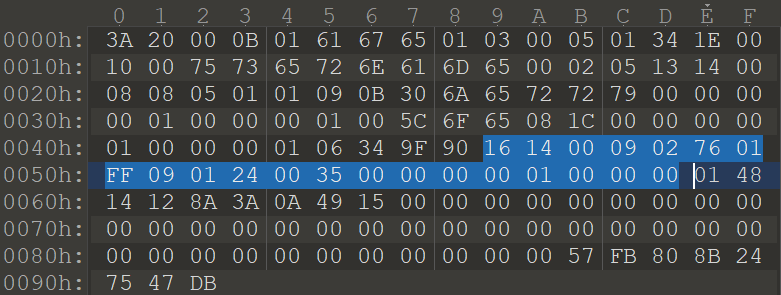 0 1 2 3 4 5 6 7 8 9 A B C D E F
0000h: 3A 20 00 0B 01 61 67 65 01 03 00 05 01 34 1E 00
0010h: 10 00 75 73 65 72 6E 61 6D 65 00 02 05 13 14 00
0020h: 08 08 05 01 01 09 0B 30 6A 65 72 72 79 00 00 00
0030h: 00 01 00 00 00 01 00 5C 6F 65 08 1C 00 00 00 00
0040h: 01 00 00 00 01 06 34 9F 90 16 14 00 09 02 76 01
0050h: FF 09 01 24 00 35 00 00 00 00 01 00 00 00 01 48
0060h: 14 12 8A 3A 0A 49 15 00 00 00 00 00 00 00 00 00
0070h: 00 00 00 00 00 00 00 00 00 00 00 00 00 00 00 00
0080h: 00 00 00 00 00 00 00 00 00 00 00 57 FB 80 8B 24
0090h: 75 47 DB